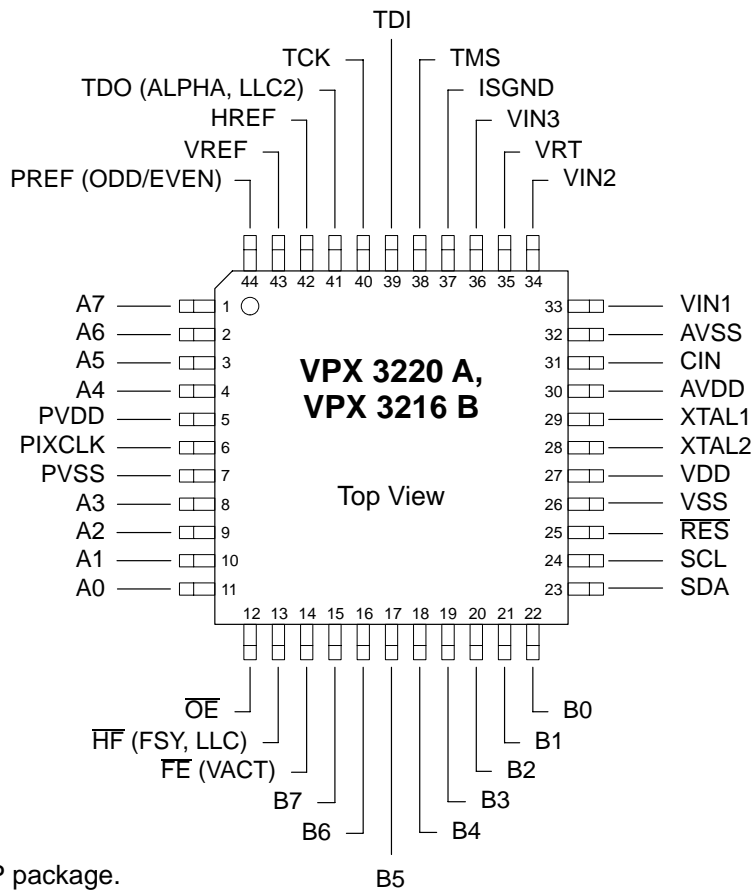 TDI
TCK
TMS
TDO (ALPHA, LLC2)
ISGND
HREF
VIN3
VREF
VRT
PREF (ODD/EVEN)
VIN2
44 43 42 41 40 39 38 37 36 35 34
A7 1 33 VIN1
A6 2 32 AVSS
A5 3 31 CIN
A4 4 30 AVDD
PVDD 5 29 XTAL1
PIXCLK 6 28 XTAL2
PVSS 7 27 VDD
A3 8 26 VSS
A2 9 25 R̅E̅S̅
A1 10 24 SCL
A0 11 23 SDA
VPX 3220 A,
VPX 3216 B
Top View
12 13 14 15 16 17 18 19 20 21 22
O̅E̅
B0
H̅F̅ (FSY, LLC)
B1
F̅E̅ (VACT)
B2
B7
B3
B6
B4
B5
package.